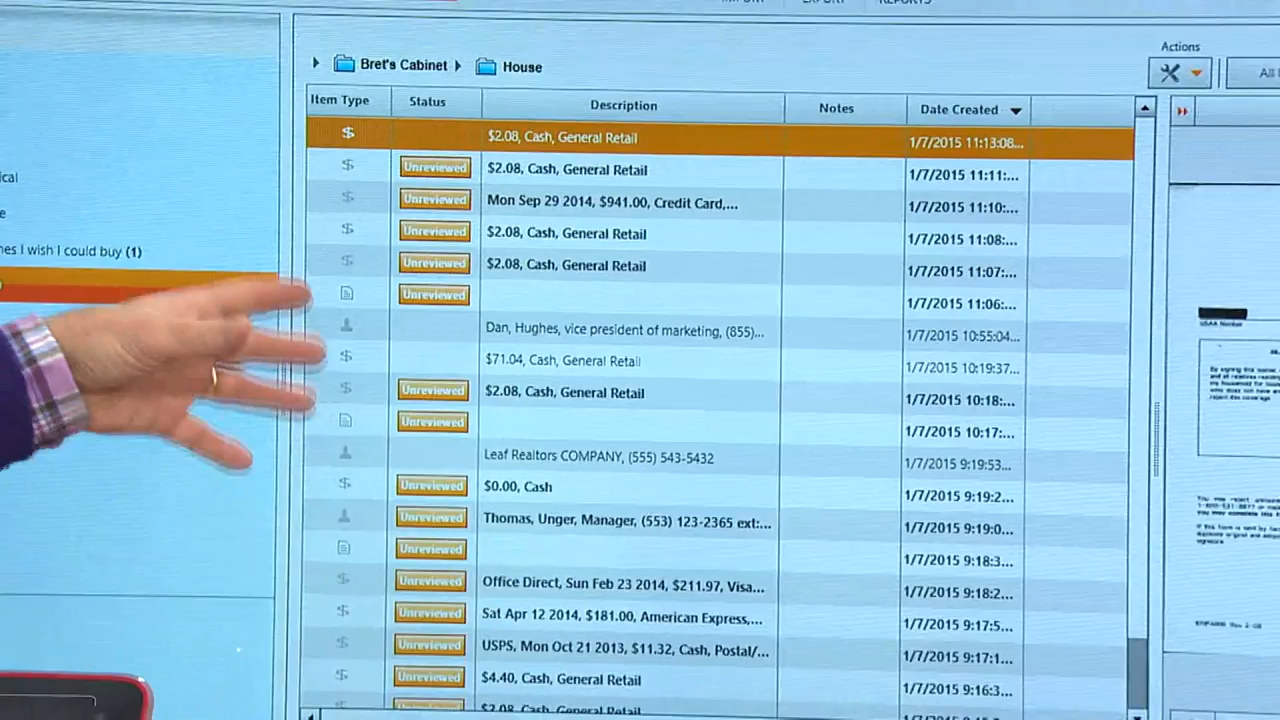 REPORTS
Actions
Bret's Cabinet
House
All
Item Type Status Description Notes Date Created
$2.08, Cash, General Retail 1/7/2015 11:13:08...
Unreviewed $2.08, Cash, General Retail 1/7/2015 11:11:...
ical
Unreviewed Mon Sep 29 2014, $941.00, Credit Card,... 1/7/2015 11:10:...
e
Unreviewed $2.08, Cash, General Retail 1/7/2015 11:08:...
nes I wish I could buy (1)
Unreviewed $2.08, Cash, General Retail 1/7/2015 11:07:...
Unreviewed 1/7/2015 11:06:...
Dan, Hughes, vice president of marketing, (855)... 1/7/2015 10:55:04...
$71.04, Cash, General Retail 1/7/2015 10:19:37...
Unreviewed $2.08, Cash, General Retail 1/7/2015 10:18:...
Unreviewed 1/7/2015 10:17:...
Leaf Realtors COMPANY, (555) 543-5432 1/7/2015 9:19:53...
Unreviewed $0.00, Cash 1/7/2015 9:19:2...
Unreviewed Thomas, Unger, Manager, (553) 123-2365 ext:... 1/7/2015 9:19:0...
Unreviewed 1/7/2015 9:18:3...
Unreviewed Office Direct, Sun Feb 23 2014, $211.97, Visa... 1/7/2015 9:18:2...
Unreviewed Sat Apr 12 2014, $181.00, American Express,... 1/7/2015 9:17:5...
Unreviewed USPS, Mon Oct 21 2013, $11.32, Cash, Postal/... 1/7/2015 9:17:1...
Unreviewed $4.40, Cash, General Retail 1/7/2015 9:16:3...
$2.08, Cash, General Retail
USAA Number